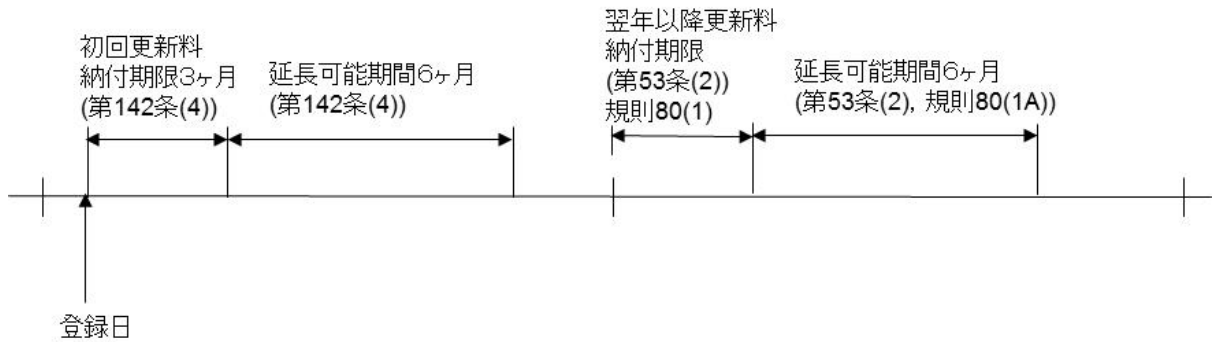 初回更新料
納付期限3ヶ月
(第142条(4))
延長可能期間6ヶ月
(第142条(4))
翌年以降更新料
納付期限
(第53条(2))
規則80(1)
延長可能期間6ヶ月
(第53条(2), 規則80(1A))
登録日